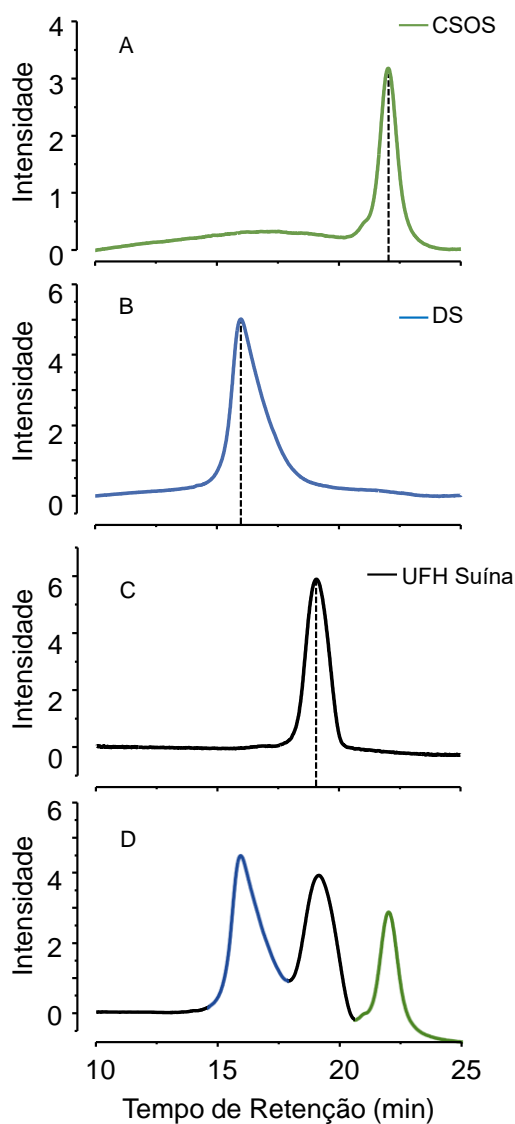 4
A
CSOS
3
2
1
0
Intensidade
6
B
DS
4
2
0
Intensidade
C
UFH Suína
6
4
2
0
Intensidade
6
D
4
2
0
Intensidade
10 15 20 25
Tempo de Retenção (min)